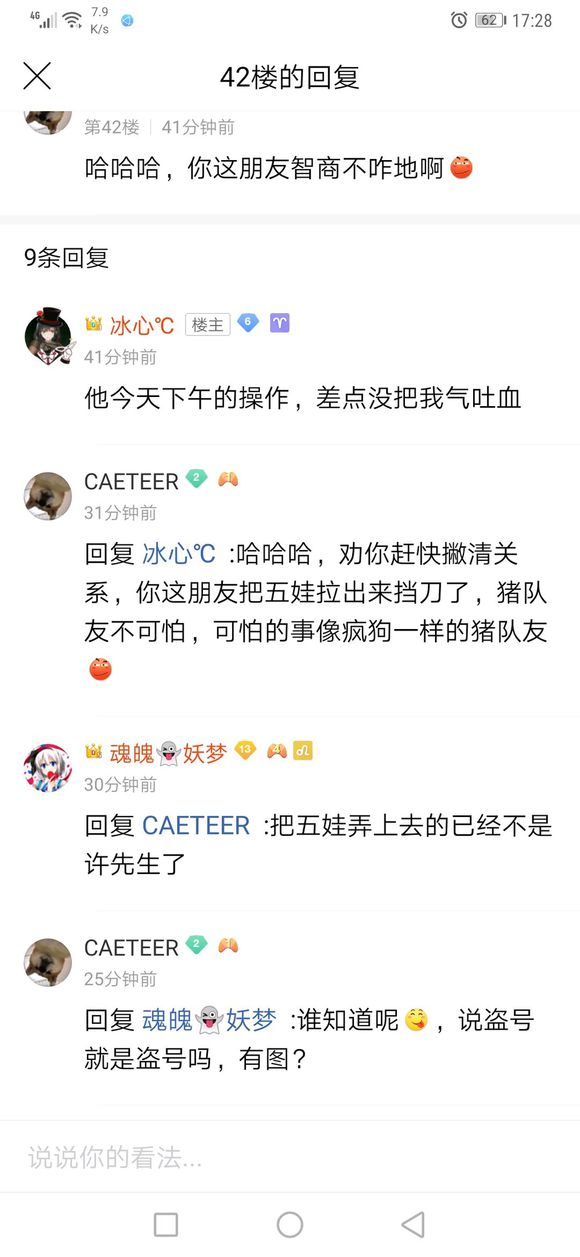 4G 7.9 K/s 62 17:28
42楼的回复
第42楼 41分钟前
哈哈哈，你这朋友智商不咋地啊
9条回复
冰心℃ 楼主 6
41分钟前
他今天下午的操作，差点没把我气吐血
CAETEER 2 1
31分钟前
回复 冰心℃ :哈哈哈，劝你赶快撇清关
系，你这朋友把五娃拉出来挡刀了，猪队
友不可怕，可怕的事像疯狗一样的猪队友
魂魄👻妖梦 13 4
30分钟前
回复 CAETEER :把五娃弄上去的已经不是
许先生了
CAETEER 2 1
25分钟前
回复 魂魄👻妖梦 :谁知道呢😋，说盗号
就是盗号吗，有图？
说说你的看法...